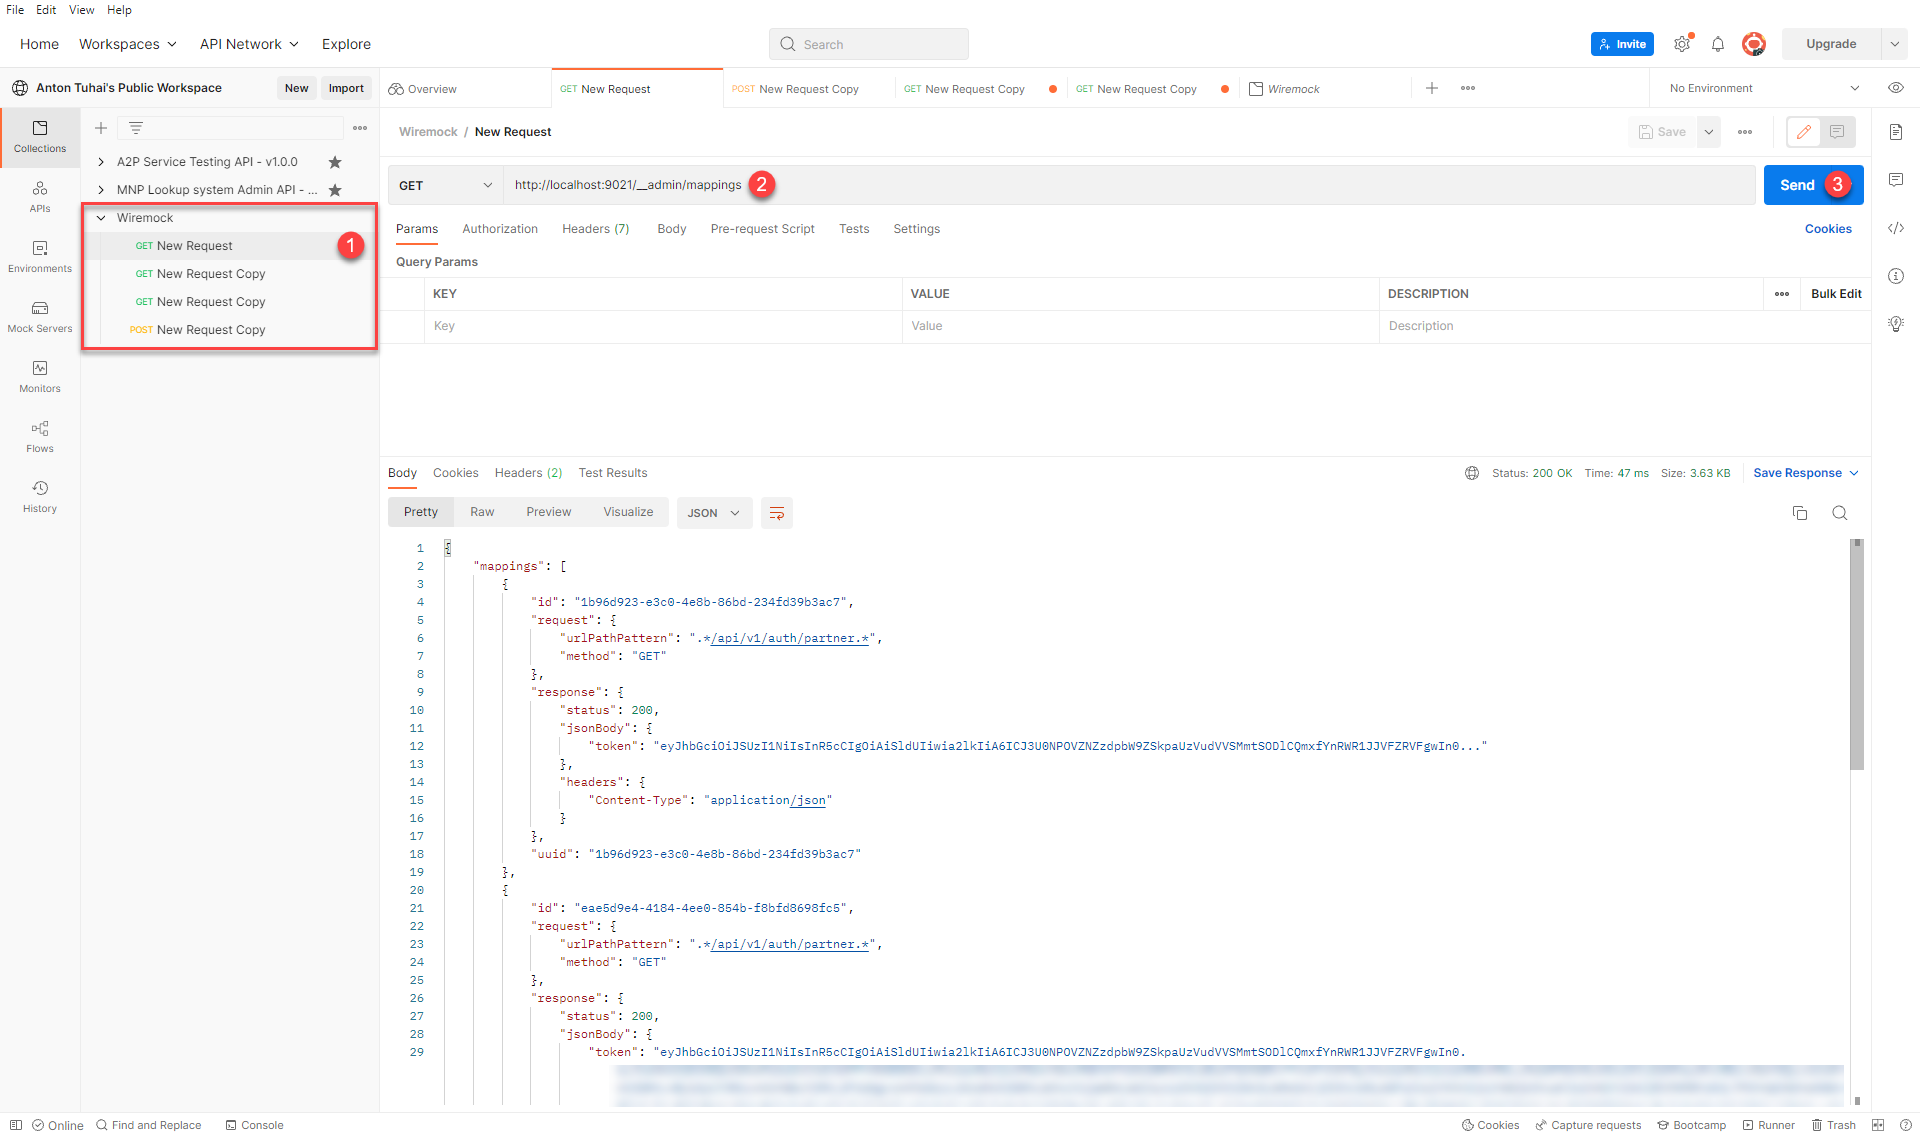 File Edit View Help
Home Workspaces API Network Explore Search Invite Upgrade
Anton Tuhai's Public Workspace New Import Overview GET New Request POST New Request Copy GET New Request Copy GET New Request Copy Wiremock No Environment
Collections
APIs
Environments
Mock Servers
Monitors
Flows
History
A2P Service Testing API - v1.0.0
MNP Lookup system Admin API - ...
Wiremock
GET New Request 1
GET New Request Copy
GET New Request Copy
POST New Request Copy
Wiremock / New Request Save
GET http://localhost:9021/__admin/mappings 2 Send 3
Params Authorization Headers (7) Body Pre-request Script Tests Settings Cookies
Query Params
KEY VALUE DESCRIPTION Bulk Edit
Key Value Description
Body Cookies Headers (2) Test Results Status: 200 OK Time: 47 ms Size: 3.63 KB Save Response
Pretty Raw Preview Visualize JSON
1 {
2 "mappings": [
3 {
4 "id": "1b96d923-e3c0-4e8b-86bd-234fd39b3ac7",
5 "request": {
6 "urlPathPattern": ".*/api/v1/auth/partner.*",
7 "method": "GET"
8 },
9 "response": {
10 "status": 200,
11 "jsonBody": {
12 "token": "eyJhbGciOiJSUzI1NiIsInR5cCIgOiAiSldUIiwia2lkIiA6ICJ3U0NPOVZNZzdpbW9ZSkpaUzVudVVSMmtSODlCQmxfYnRWR1JJVFZRVFgwIn0..."
13 },
14 "headers": {
15 "Content-Type": "application/json"
16 }
17 },
18 "uuid": "1b96d923-e3c0-4e8b-86bd-234fd39b3ac7"
19 },
20 {
21 "id": "eae5d9e4-4184-4ee0-854b-f8bfd8698fc5",
22 "request": {
23 "urlPathPattern": ".*/api/v1/auth/partner.*",
24 "method": "GET"
25 },
26 "response": {
27 "status": 200,
28 "jsonBody": {
29 "token": "eyJhbGciOiJSUzI1NiIsInR5cCIgOiAiSldUIiwia2lkIiA6ICJ3U0NPOVZNZzdpbW9ZSkpaUzVudVVSMmtSODlCQmxfYnRWR1JJVFZRVFgwIn0.
Online Find and Replace Console Cookies Capture requests Bootcamp Runner Trash